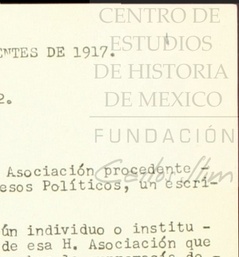 CENTRO DE
ESTUDIOS
DE HISTORIA
DE MEXICO
FUNDACIÓN
ENTES DE 1917.
2.
Asociación procedente -
esos Políticos, un escri-
ún individuo o institu -
de esa H. Asociación que